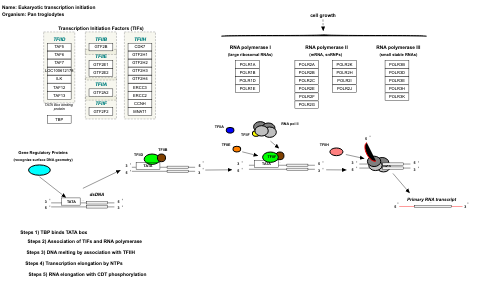 Name: Eukaryotic transcription initiation
Organism: Pan troglodytes
cell growth
Transcription Initiation Factors (TIFs)
TFIID
TAF5
TAF6
TAF7
ILK
TAF12
TAF13
TATA Box binding protein
TBP
TFIIB
GTF2B
TFIIE
GTF2E1
GTF2E2
TFIIA
GTF2A2
TFIIF
GTF2F2
TFIIH
CDK7
GTF2H1
GTF2H2
GTF2H3
GTF2H4
ERCC3
ERCC2
CCNH
MNAT1
RNA polymerase I
(large ribosomal RNAs)
POLR1A
POLR1B
POLR1D
POLR1E
RNA polymerase II
(mRNA, snRNPs)
POLR2A
POLR2B
POLR2C
POLR2E
POLR2F
POLR2G
POLR2K
POLR2H
POLR2I
POLR2J
RNA polymerase III
(small stable RNAs)
POLR3B
POLR3D
POLR3E
POLR3H
POLR3K
Gene Regulatory Proteins
(recognize surface DNA geometry)
dsDNA
TATA
5'
3'
TFIID
TFIIB
TATA
TFIIA
TFIIE
TFIIF
RNA pol II
TATA
TFIIH
TATA
Primary RNA transcript
5'
3'
Steps 1) TBP binds TATA box
Steps 2) Association of TIFs and RNA polymerase
Steps 3) DNA melting by association with TFIIH
Steps 4) Transcription elongation by NTPs
Steps 5) RNA elongation with CDT phosphorylation